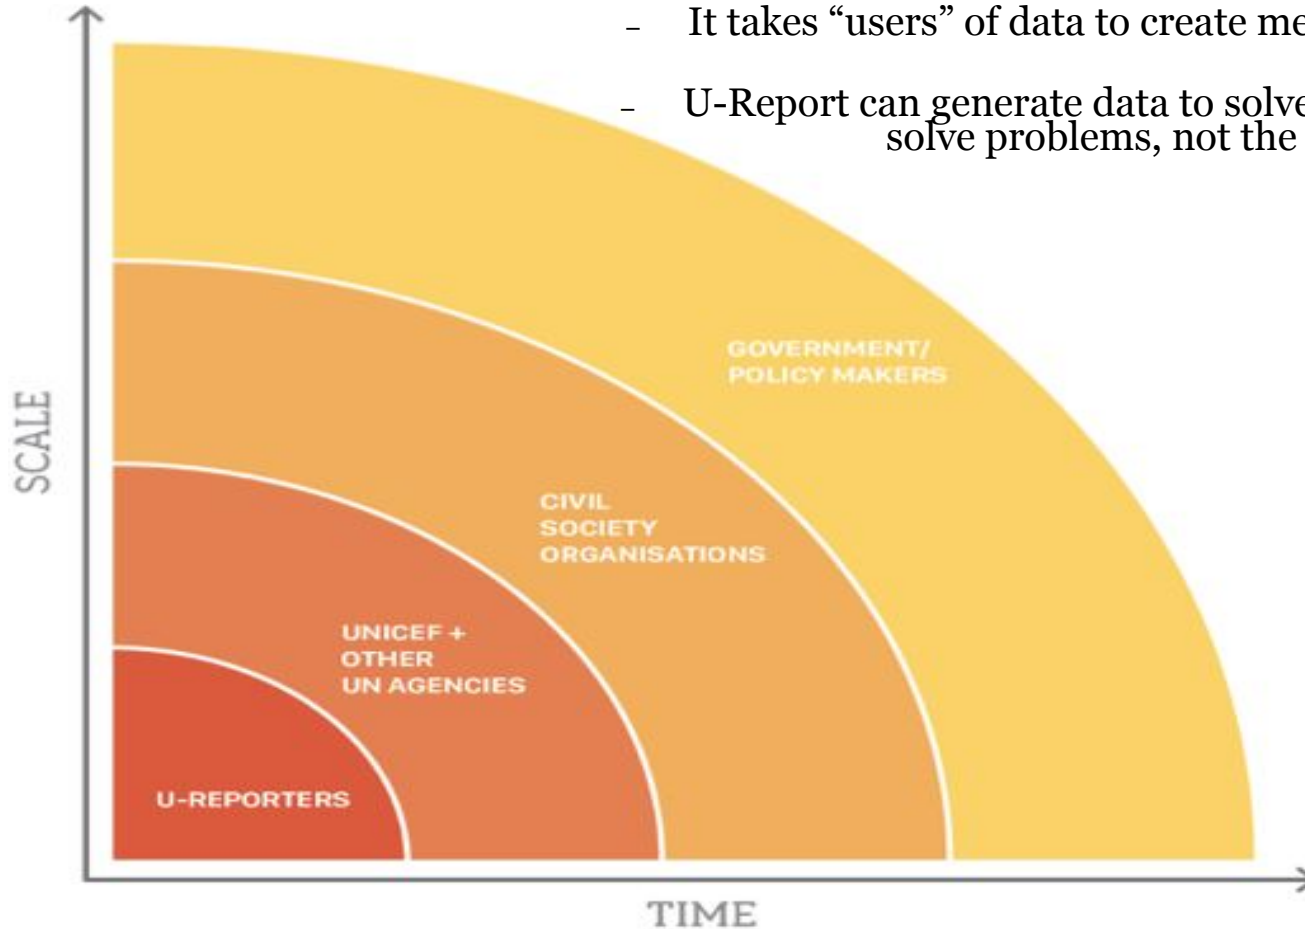 – It takes “users” of data to create me
– U-Report can generate data to solve
solve problems, not the
GOVERNMENT/
POLICY MAKERS
SCALE
CIVIL
SOCIETY
ORGANISATIONS
UNICEF +
OTHER
UN AGENCIES
U-REPORTERS
TIME